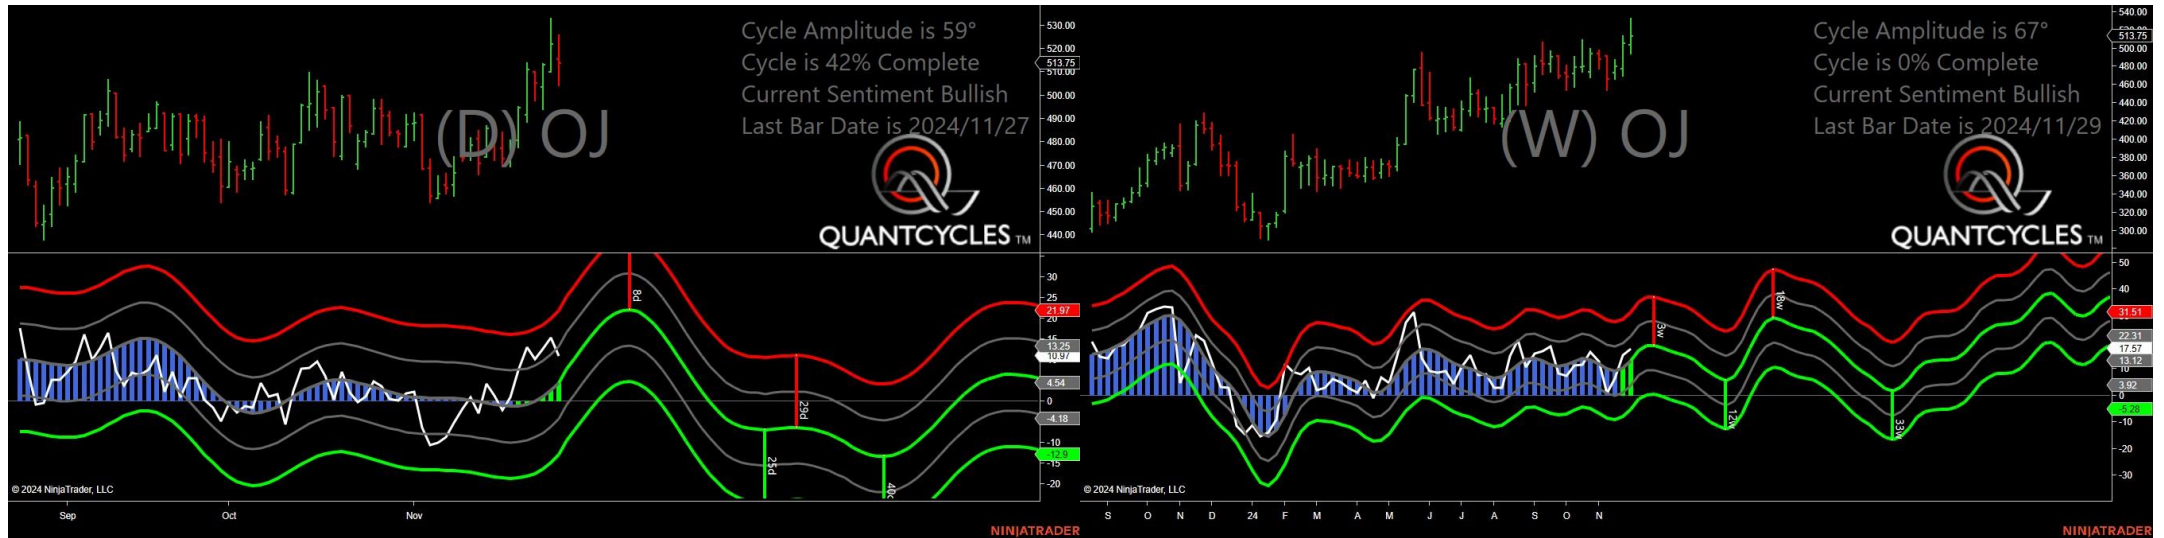 Cycle Amplitude is 59°
Cycle is 42% Complete
Current Sentiment Bullish
Last Bar Date is 2024/11/27
(D) OJ
QUANTCYCLES TM
530.00
520.00
513.75
510.00
500.00
490.00
480.00
470.00
460.00
450.00
440.00
8d
29d
25d
30
25
21.97
20
15
13.25
10.97
4.54
0
-4.18
-10
-12.9
-15
-20
© 2024 NinjaTrader, LLC
Sep
Oct
Nov
NINJATRADER
Cycle Amplitude is 67°
Cycle is 0% Complete
Current Sentiment Bullish
Last Bar Date is 2024/11/29
(W) OJ
QUANTCYCLES TM
540.00
513.75
500.00
480.00
460.00
440.00
420.00
400.00
380.00
360.00
340.00
320.00
300.00
3w
18w
12w
33w
50
40
31.51
22.31
17.57
13.12
10
3.92
0
-5.28
-10
-20
-30
© 2024 NinjaTrader, LLC
S
O
N
D
24
F
M
A
M
J
J
A
S
O
N
NINJATRADER